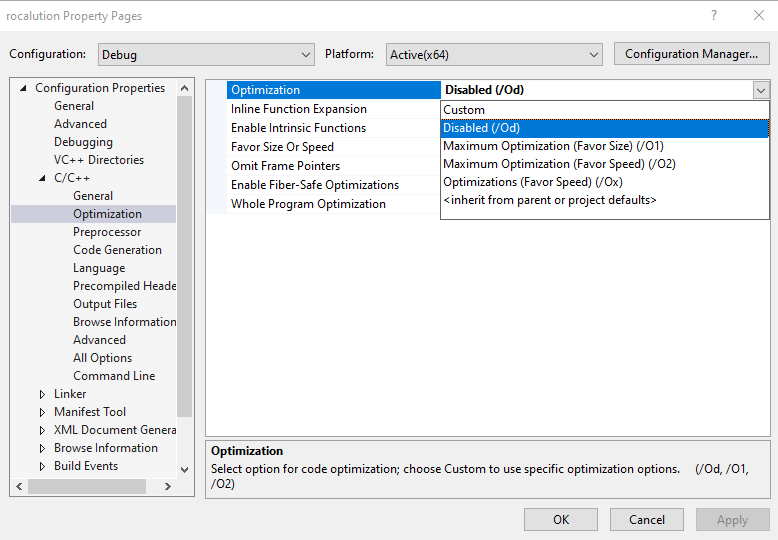 rocalution Property Pages
?
Configuration: Debug Platform: Active(x64) Configuration Manager...
Configuration Properties
General
Advanced
Debugging
VC++ Directories
C/C++
General
Optimization
Preprocessor
Code Generation
Language
Precompiled Heade
Output Files
Browse Information
Advanced
All Options
Command Line
Linker
Manifest Tool
XML Document Genera
Browse Information
Build Events
Optimization Disabled (/Od)
Inline Function Expansion
Enable Intrinsic Functions
Favor Size Or Speed
Omit Frame Pointers
Enable Fiber-Safe Optimizations
Whole Program Optimization
Custom
Disabled (/Od)
Maximum Optimization (Favor Size) (/O1)
Maximum Optimization (Favor Speed) (/O2)
Optimizations (Favor Speed) (/Ox)
<inherit from parent or project defaults>
Optimization
Select option for code optimization; choose Custom to use specific optimization options. (/Od, /O1,
/O2)
OK Cancel Apply